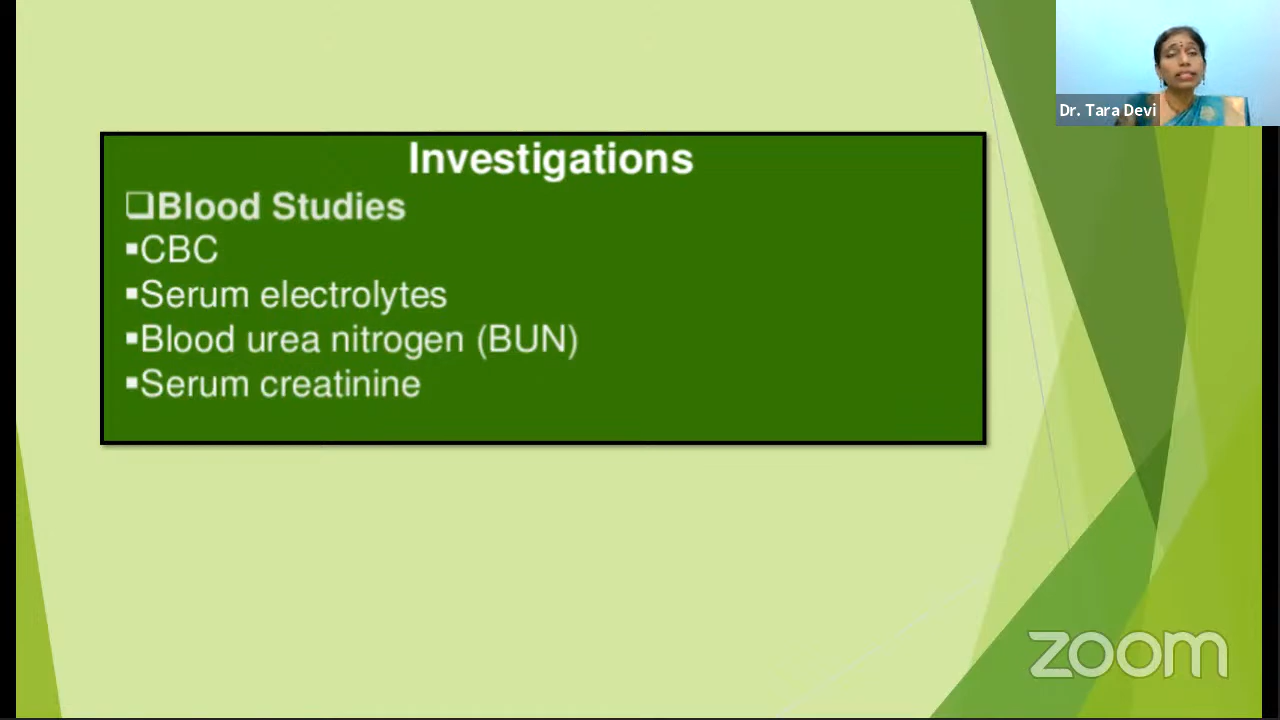 Investigations
❑Blood Studies
▪CBC
▪Serum electrolytes
▪Blood urea nitrogen (BUN)
▪Serum creatinine
Dr. Tara Devi
zoom